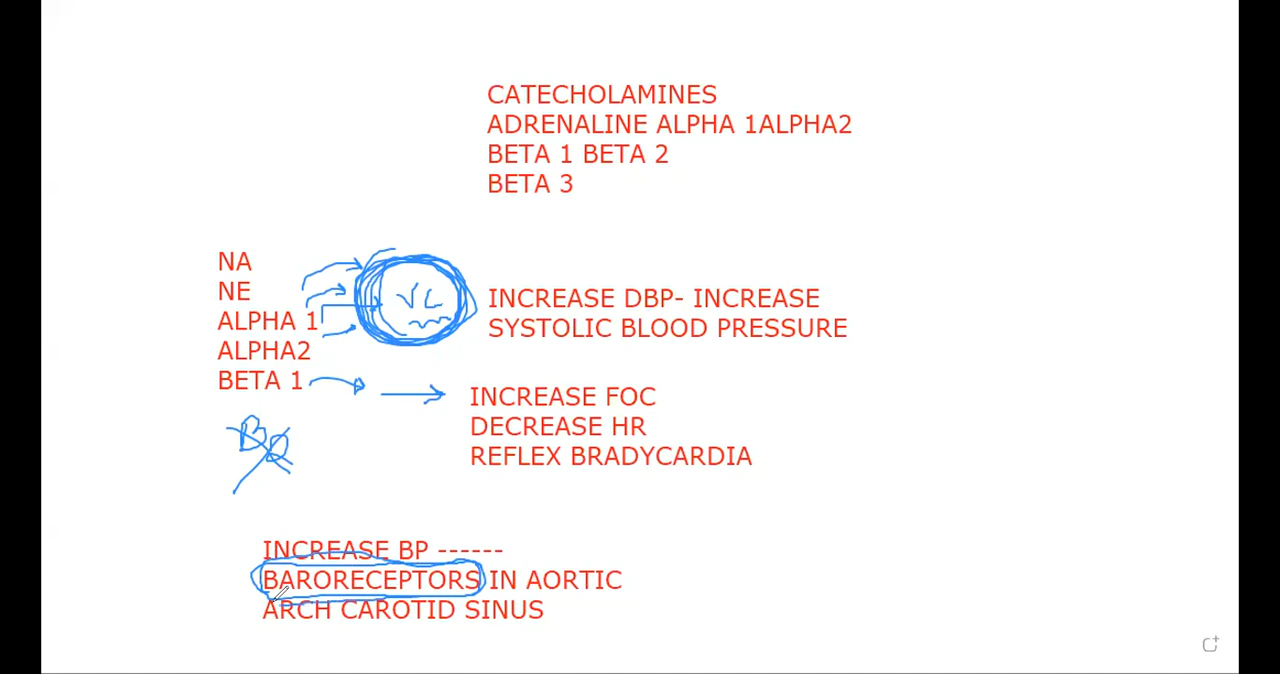 CATECHOLAMINES
ADRENALINE ALPHA 1ALPHA2
BETA 1 BETA 2
BETA 3
NA
NE
ALPHA 1
ALPHA2
BETA 1
VC
INCREASE DBP- INCREASE
SYSTOLIC BLOOD PRESSURE
INCREASE FOC
DECREASE HR
REFLEX BRADYCARDIA
INCREASE BP ------
BARORECEPTORS IN AORTIC
ARCH CAROTID SINUS